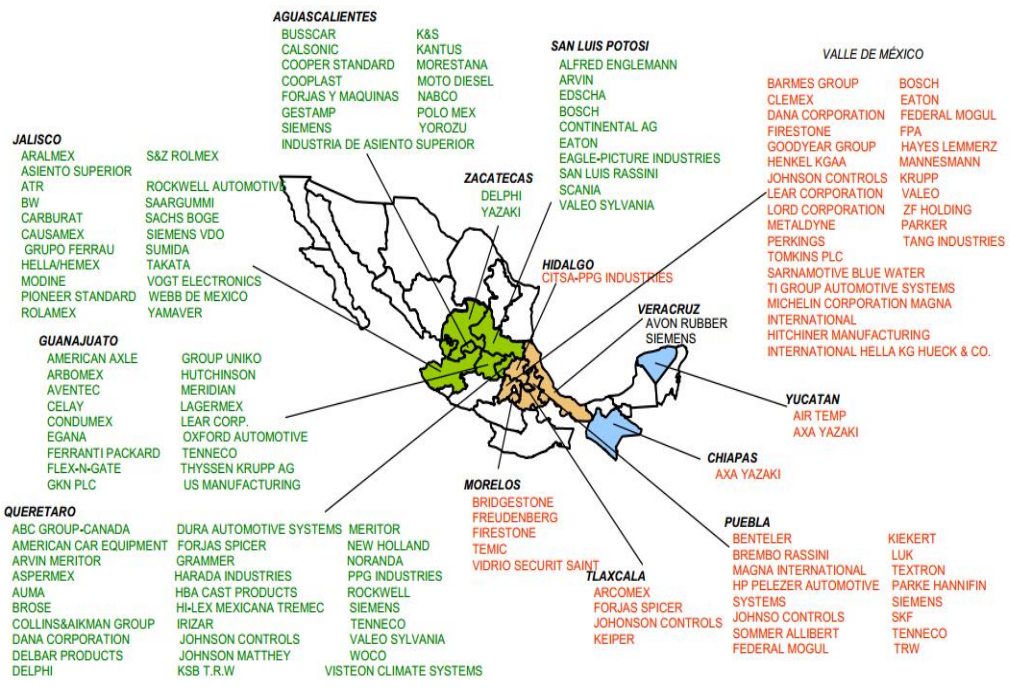 AGUASCALIENTES
BUSSCAR
CALSONIC
COOPER STANDARD
COOPLAST
FORJAS Y MAQUINAS
GESTAMP
SIEMENS
INDUSTRIA DE ASIENTO SUPERIOR
K&S
KANTUS
MORESTANA
MOTO DIESEL
NABCO
POLO MEX
YOROZU
SAN LUIS POTOSI
ALFRED ENGLEMANN
ARVIN
EDSCHA
BOSCH
CONTINENTAL AG
EATON
EAGLE-PICTURE INDUSTRIES
SAN LUIS RASSINI
SCANIA
VALEO SYLVANIA
VALLE DE MÉXICO
BARMES GROUP
CLEMEX
DANA CORPORATION
FIRESTONE
GOODYEAR GROUP
HENKEL KGAA
JOHNSON CONTROLS
LEAR CORPORATION
LORD CORPORATION
METALDYNE
PERKINGS
TOMKINS PLC
SARNAMOTIVE BLUE WATER
TI GROUP AUTOMOTIVE SYSTEMS
MICHELIN CORPORATION MAGNA
INTERNATIONAL
HITCHINER MANUFACTURING
INTERNATIONAL HELLA KG HUECK & CO.
BOSCH
EATON
FEDERAL MOGUL
FPA
HAYES LEMMERZ
MANNESMANN
KRUPP
VALEO
ZF HOLDING
PARKER
TANG INDUSTRIES
JALISCO
ARALMEX
ASIENTO SUPERIOR
ATR
BW
CARBURAT
CAUSAMEX
GRUPO FERRAU
HELLA/HEMEX
MODINE
PIONEER STANDARD
ROLAMEX
S&Z ROLMEX
ROCKWELL AUTOMOTIVE
SAARGUMMI
SACHS BOGE
SIEMENS VDO
SUMIDA
TAKATA
VOGT ELECTRONICS
WEBB DE MEXICO
YAMAVER
ZACATECAS
DELPHI
YAZAKI
HIDALGO
CITSA-PPG INDUSTRIES
VERACRUZ
AVON RUBBER
SIEMENS
GUANAJUATO
AMERICAN AXLE
ARBOMEX
AVENTEC
CELAY
CONDUMEX
EGANA
FERRANTI PACKARD
FLEX-N-GATE
GKN PLC
GROUP UNIKO
HUTCHINSON
MERIDIAN
LAGERMEX
LEAR CORP.
OXFORD AUTOMOTIVE
TENNECO
THYSSEN KRUPP AG
US MANUFACTURING
YUCATAN
AIR TEMP
AXA YAZAKI
CHIAPAS
AXA YAZAKI
QUERETARO
ABC GROUP-CANADA
AMERICAN CAR EQUIPMENT
ARVIN MERITOR
ASPERMEX
AUMA
BROSE
COLLINS&AIKMAN GROUP
DANA CORPORATION
DELBAR PRODUCTS
DELPHI
DURA AUTOMOTIVE SYSTEMS
FORJAS SPICER
GRAMMER
HARADA INDUSTRIES
HBA CAST PRODUCTS
HI-LEX MEXICANA TREMEC
IRIZAR
JOHNSON CONTROLS
JOHNSON MATTHEY
KSB T.R.W
MERITOR
NEW HOLLAND
NORANDA
PPG INDUSTRIES
ROCKWELL
SIEMENS
TENNECO
VALEO SYLVANIA
WOCO
VISTEON CLIMATE SYSTEMS
MORELOS
BRIDGESTONE
FREUDENBERG
FIRESTONE
TEMIC
VIDRIO SECURIT SAINT
TLAXCALA
ARCOMEX
FORJAS SPICER
JOHONSON CONTROLS
KEIPER
PUEBLA
BENTELER
BREMBO RASSINI
MAGNA INTERNATIONAL
HP PELEZER AUTOMOTIVE
SYSTEMS
JOHNSO CONTROLS
SOMMER ALLIBERT
FEDERAL MOGUL
KIEKERT
LUK
TEXTRON
PARKE HANNIFIN
SIEMENS
SKF
TENNECO
TRW